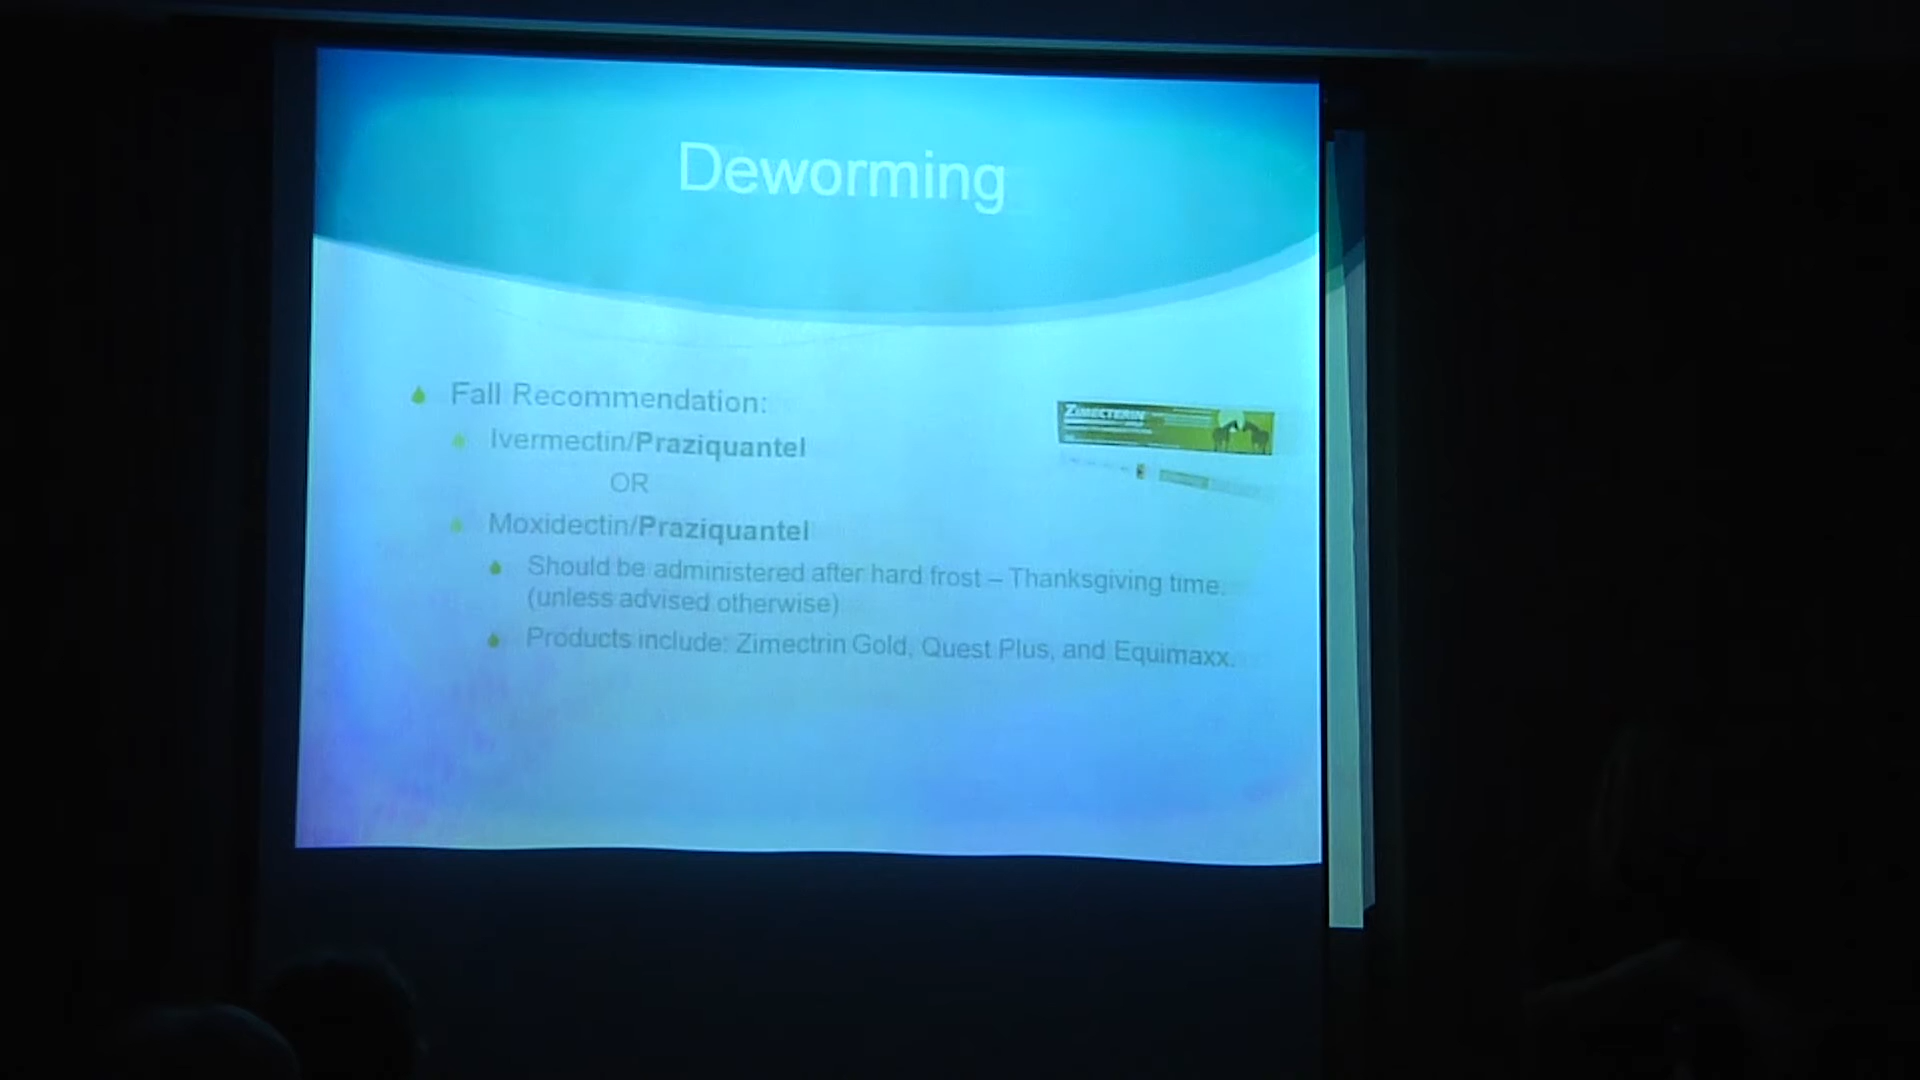 Deworming
Fall Recommendation:
Ivermectin/Praziquantel
OR
Moxidectin/Praziquantel
Should be administered after hard frost – Thanksgiving time.
(unless advised otherwise)
Products include: Zimectrin Gold, Quest Plus, and Equimaxx.
ZIMECTERIN